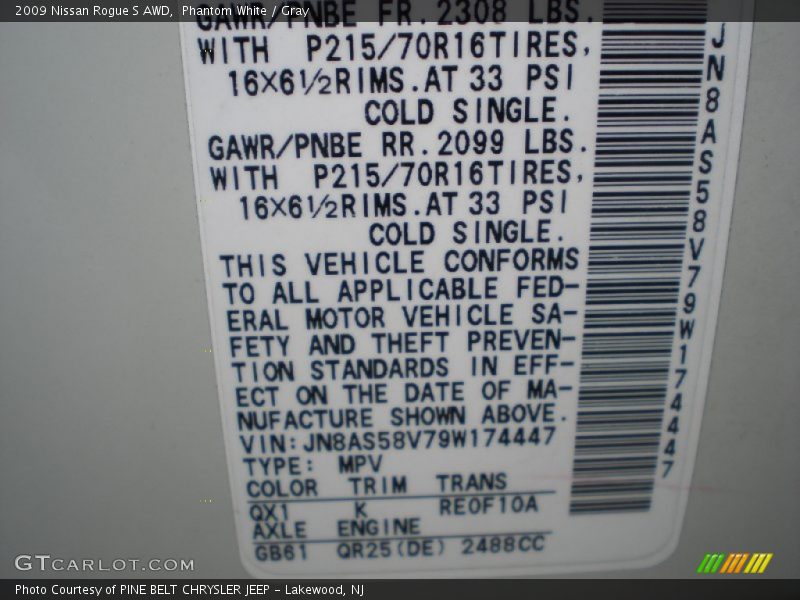 2009 Nissan Rogue S AWD, Phantom White / Gray
GAWR/PNBE FR. 2308 LBS.
WITH P215/70R16TIRES,
16X6½RIMS.AT 33 PSI
COLD SINGLE.
GAWR/PNBE RR. 2099 LBS.
WITH P215/70R16TIRES,
16X6½RIMS.AT 33 PSI
COLD SINGLE.
THIS VEHICLE CONFORMS
TO ALL APPLICABLE FED-
ERAL MOTOR VEHICLE SA-
FETY AND THEFT PREVEN-
TION STANDARDS IN EFF-
ECT ON THE DATE OF MA-
NUFACTURE SHOWN ABOVE.
VIN:JN8AS58V79W174447
TYPE: MPV
COLOR TRIM TRANS
QX1 K RE0F10A
AXLE ENGINE
GB61 QR25(DE) 2488CC
JN8AS58V79W174447
GTCARLOT.COM
Photo Courtesy of PINE BELT CHRYSLER JEEP - Lakewood, NJ